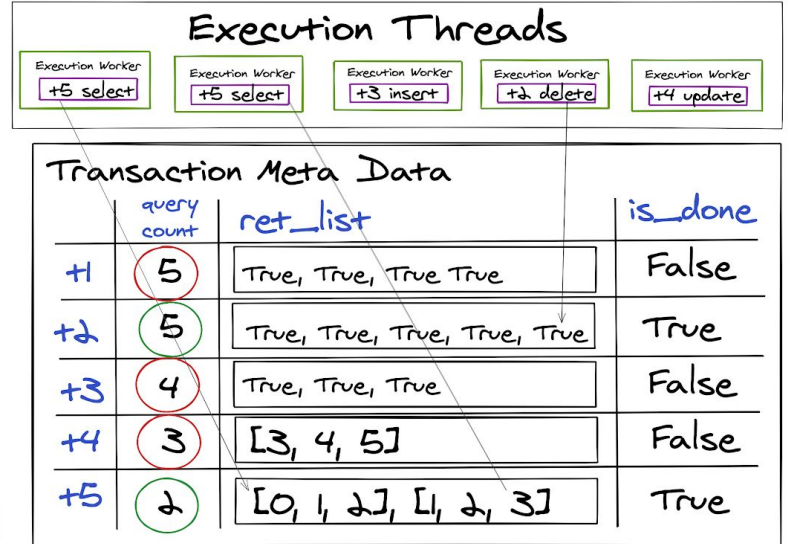 Execution Threads
Execution Worker
+5 select
Execution Worker
+5 select
Execution Worker
+3 insert
Execution Worker
+2 delete
Execution Worker
+4 update
Transaction Meta Data
query count ret_list is_done
+1 5 True, True, True True False
+2 5 True, True, True, True, True True
+3 4 True, True, True False
+4 3 [3, 4, 5] False
+5 2 [0, 1, 2], [1, 2, 3] True